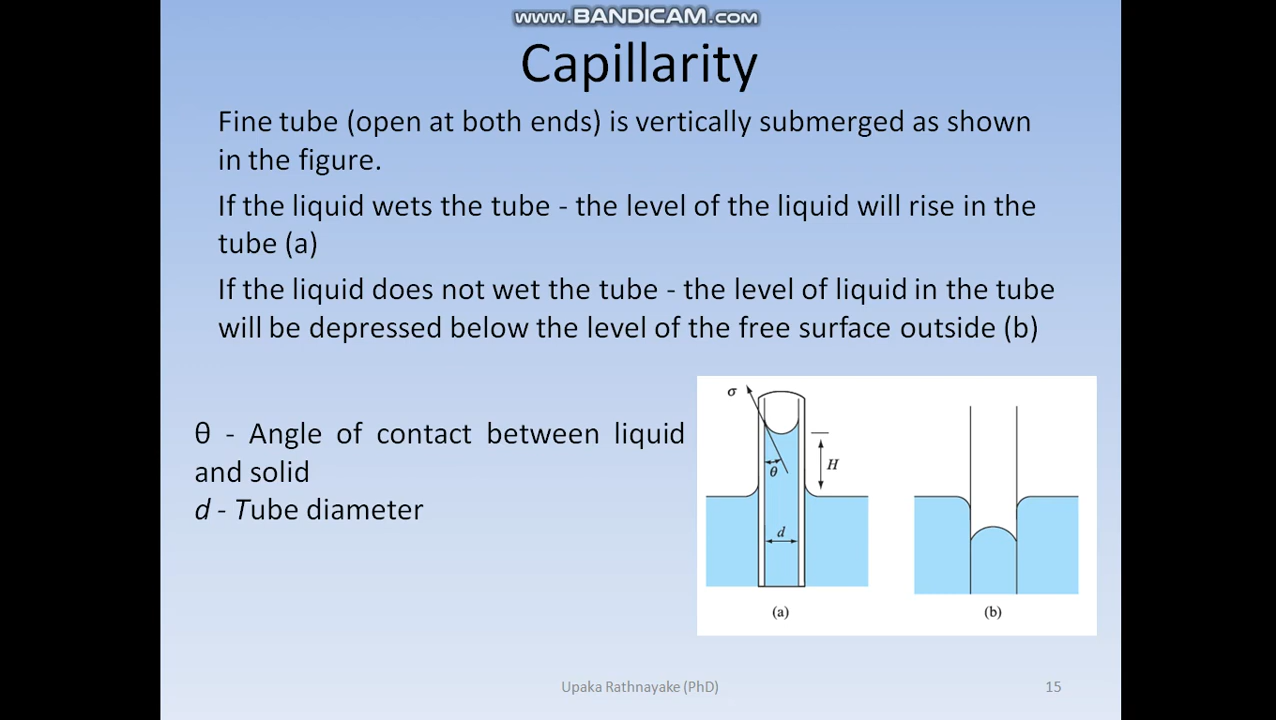 www.BANDICAM.com
Capillarity
Fine tube (open at both ends) is vertically submerged as shown
in the figure.
If the liquid wets the tube - the level of the liquid will rise in the
tube (a)
If the liquid does not wet the tube - the level of liquid in the tube
will be depressed below the level of the free surface outside (b)
θ - Angle of contact between liquid
and solid
d - Tube diameter
σ
H
θ
d
(a)
(b)
Upaka Rathnayake (PhD)
15